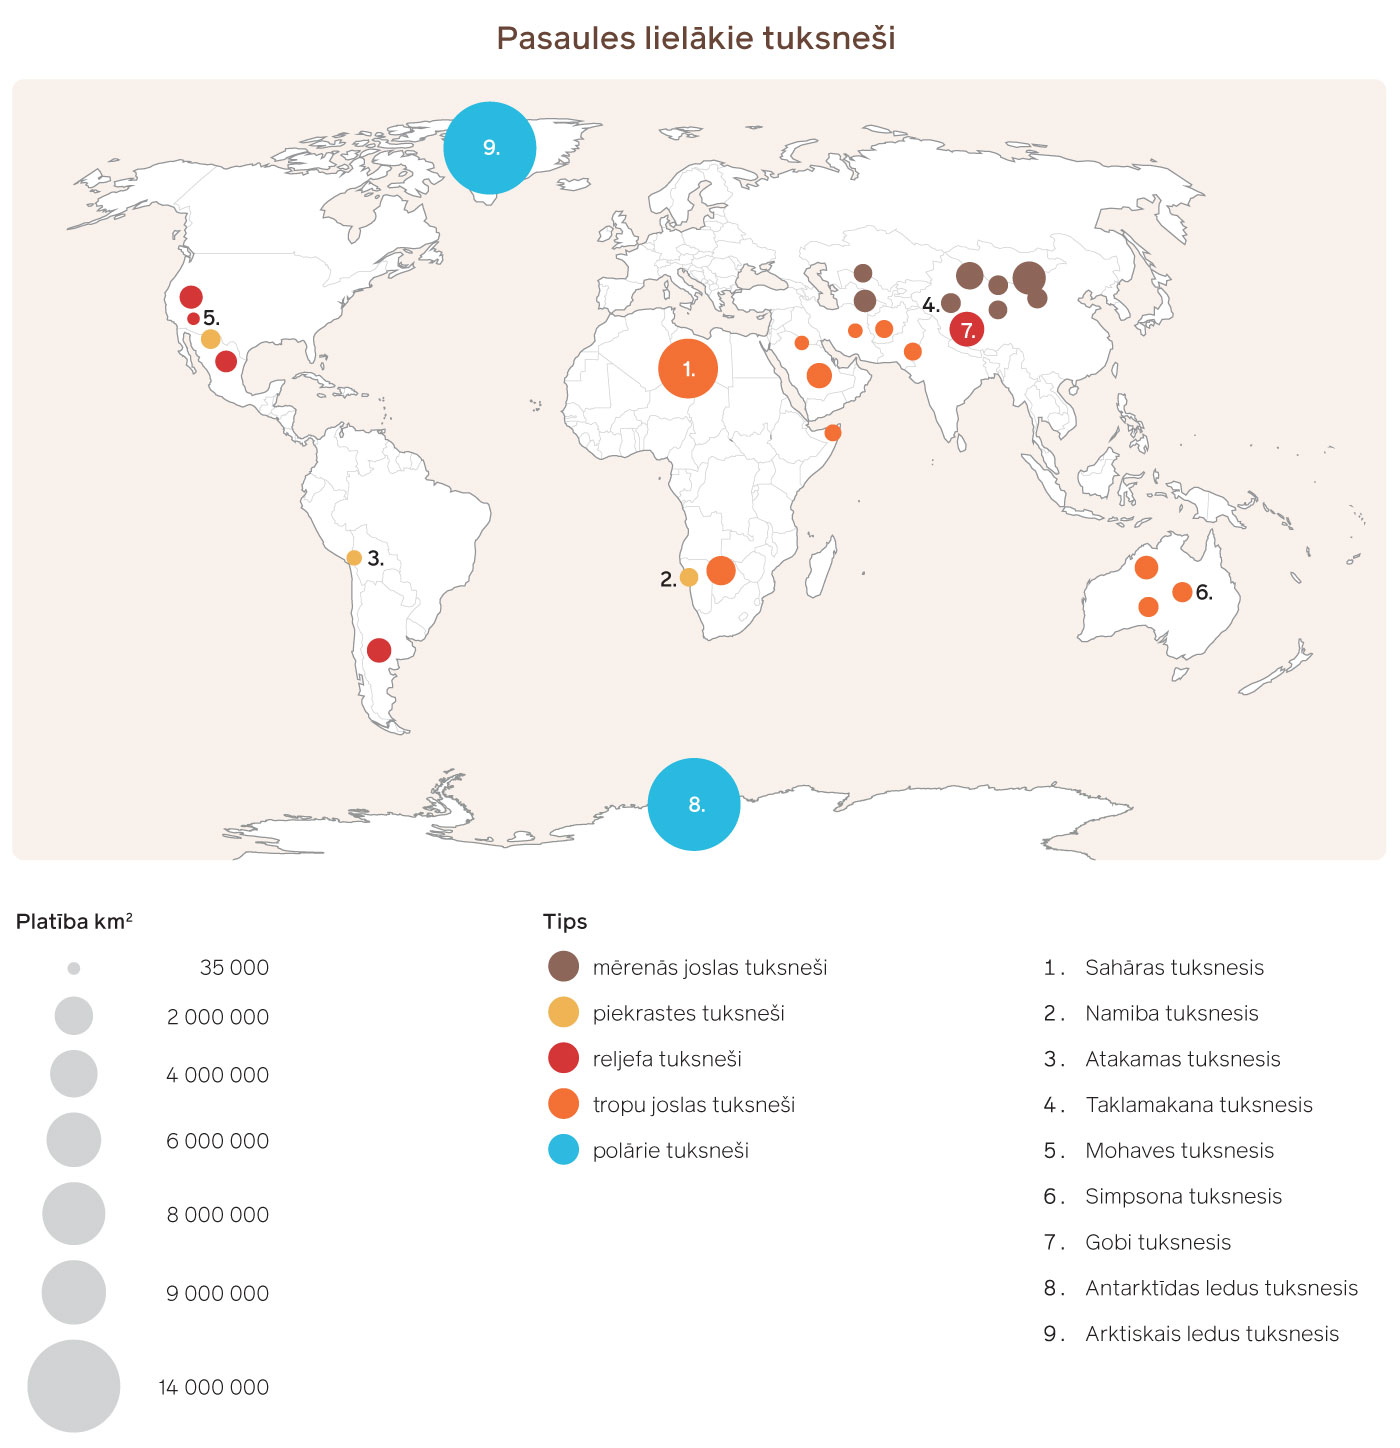 Pasaules lielākie tuksneši
9.
5.
4.
7.
1.
3.
2.
6.
8.
Platība km²
35 000
2 000 000
4 000 000
6 000 000
8 000 000
9 000 000
14 000 000
Tips
mērenās joslas tuksneši
piekrastes tuksneši
reljefa tuksneši
tropu joslas tuksneši
polārie tuksneši
1. Sahāras tuksnesis
2. Namiba tuksnesis
3. Atakamas tuksnesis
4. Taklamakana tuksnesis
5. Mohaves tuksnesis
6. Simpsona tuksnesis
7. Gobi tuksnesis
8. Antarktīdas ledus tuksnesis
9. Arktiskais ledus tuksnesis